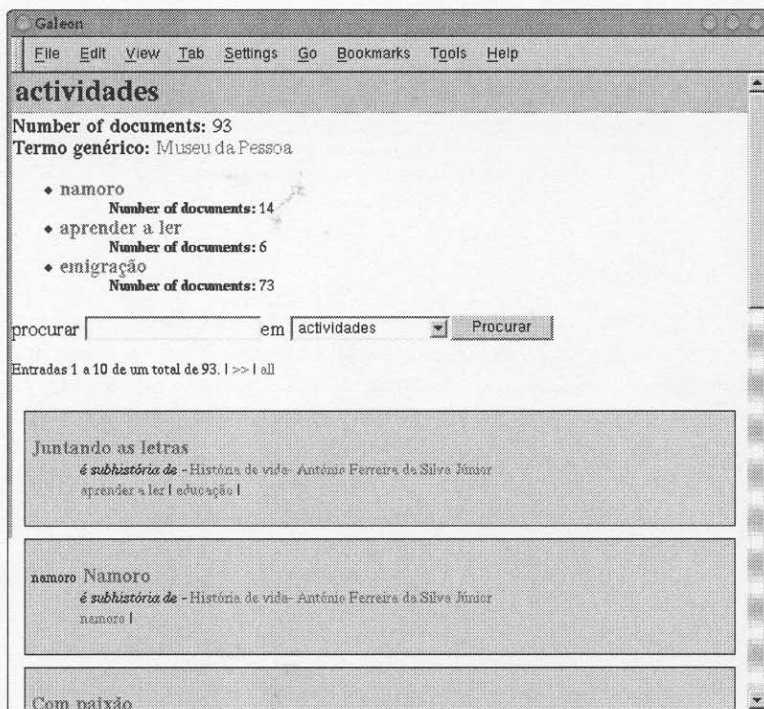 Galeon
File Edit View Tab Settings Go Bookmarks Tools Help
actividades
Number of documents: 93
Termo genérico: Museu da Pessoa
namoro
Number of documents: 14
aprender a ler
Number of documents: 6
emigração
Number of documents: 73
procurar em actividades Procurar
Entradas 1 a 10 de um total de 93. | >> | all
Juntando as letras
é subhistória de - História de vida- António Ferreira da Silva Júnior
aprender a ler | educação |
namoro Namoro
é subhistória de - História de vida- António Ferreira da Silva Júnior
namoro |
Com paixão